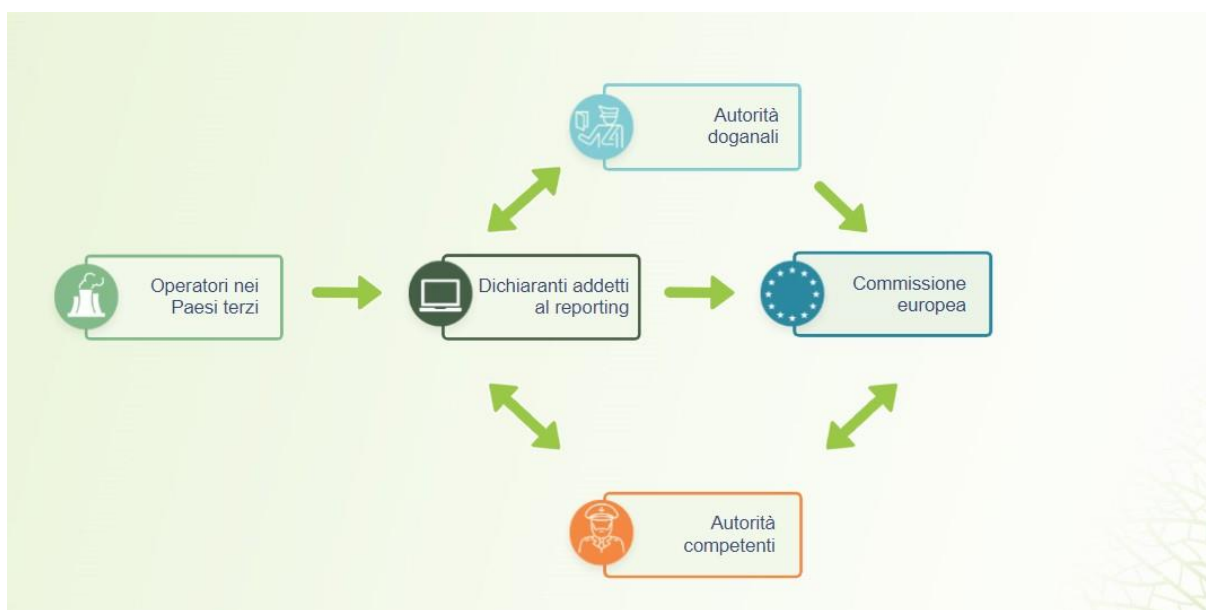 Autorità
doganali
Operatori nei
Paesi terzi
Dichiaranti addetti
al reporting
Commissione
europea
Autorità
competenti